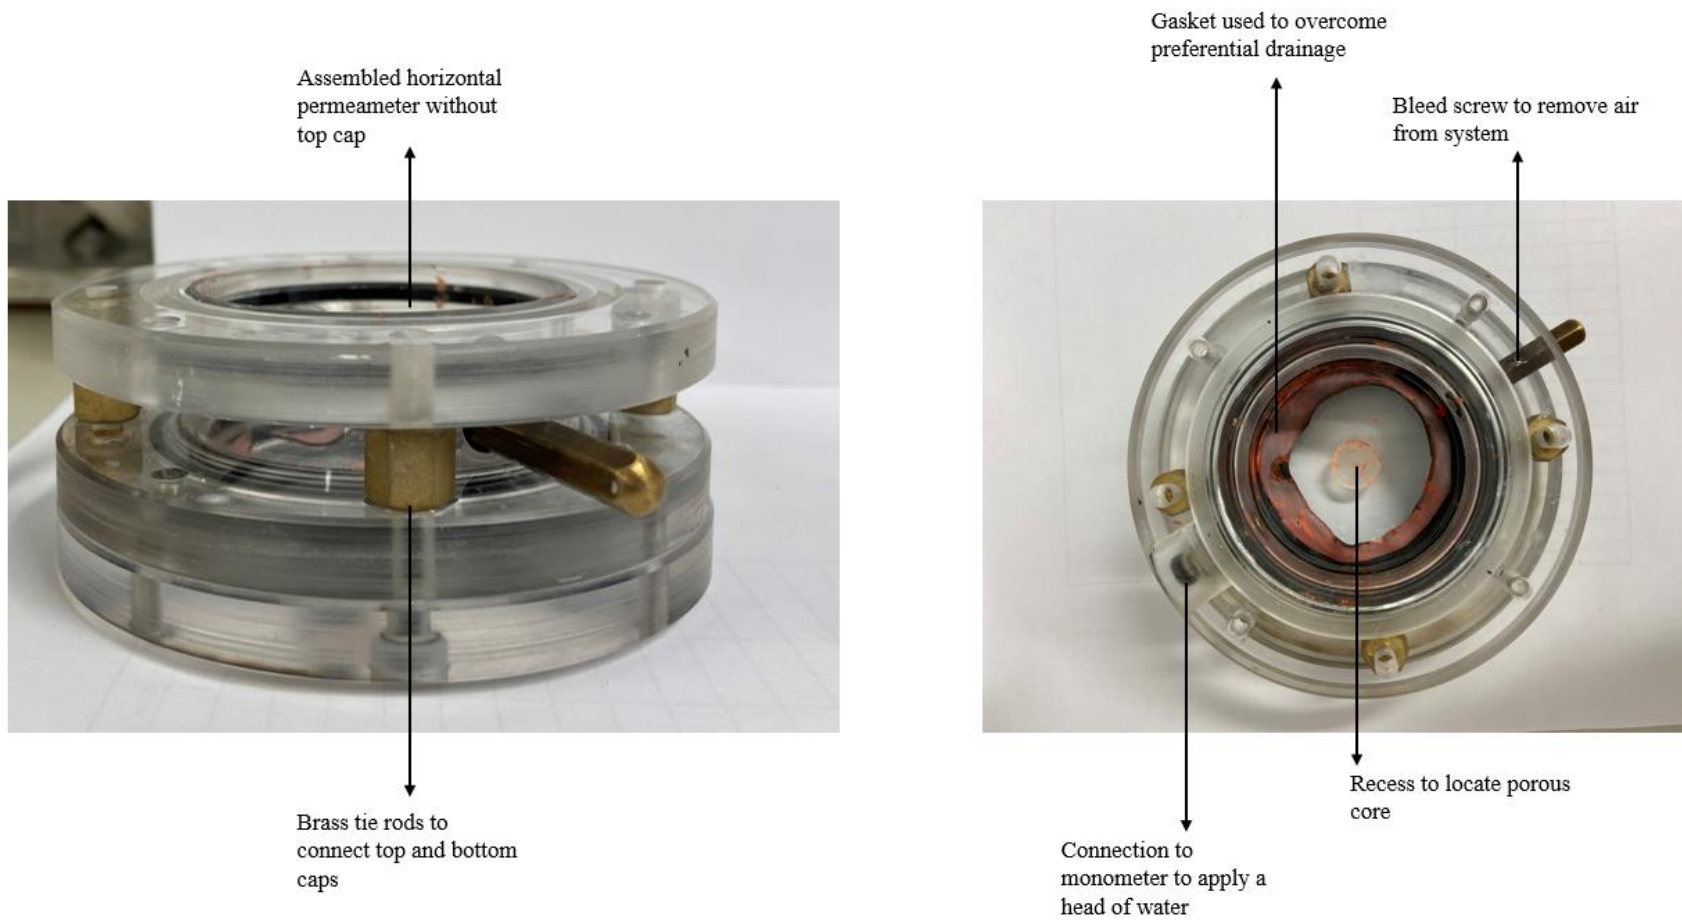 Assembled horizontal
permeameter without
top cap
Brass tie rods to
connect top and bottom
caps
Gasket used to overcome
preferential drainage
Bleed screw to remove air
from system
Recess to locate porous
core
Connection to
monometer to apply a
head of water